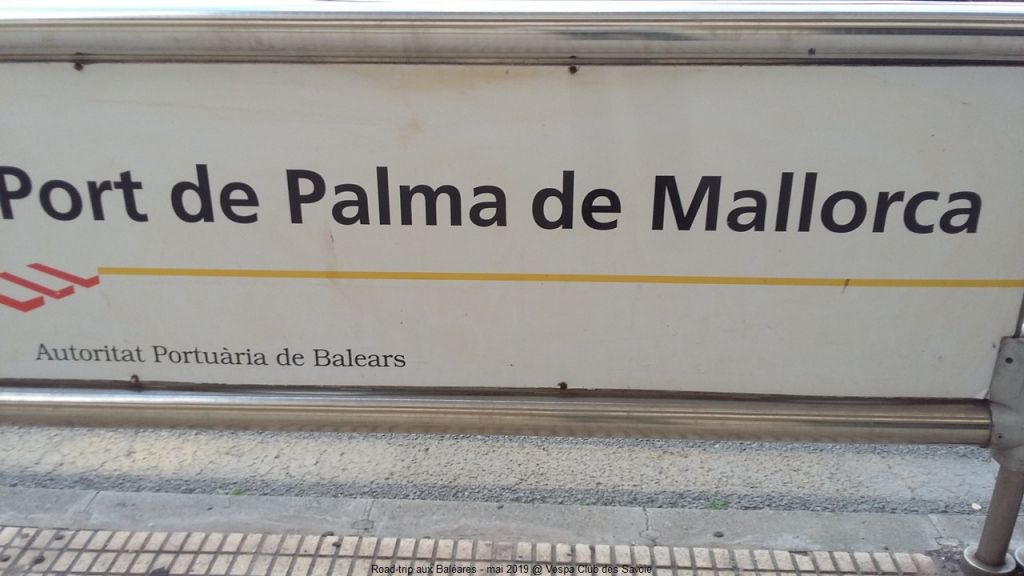 Port de Palma de Mallorca
Autoritat Portuària de Balears
Road-trip aux Baléares - mai 2019 @ Vespa Club des Savoie